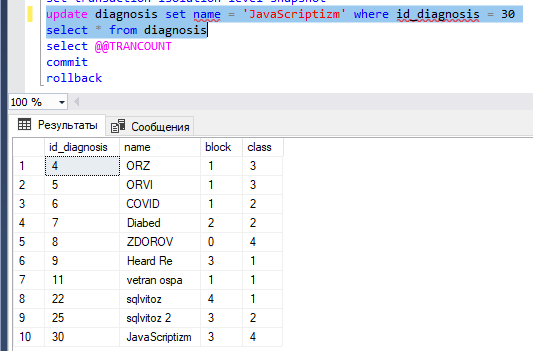 set transaction isolation level snapshot
update diagnosis set name = 'JavaScriptizm' where id_diagnosis = 30
select * from diagnosis
select @@TRANCOUNT
commit
rollback
100 %
Результаты Сообщения
id_diagnosis name block class
1 4 ORZ 1 3
2 5 ORVI 1 3
3 6 COVID 1 2
4 7 Diabed 2 2
5 8 ZDOROV 0 4
6 9 Heard Re 3 1
7 11 vetran ospa 1 1
8 22 sqlvitoz 4 1
9 25 sqlvitoz 2 3 2
10 30 JavaScriptizm 3 4